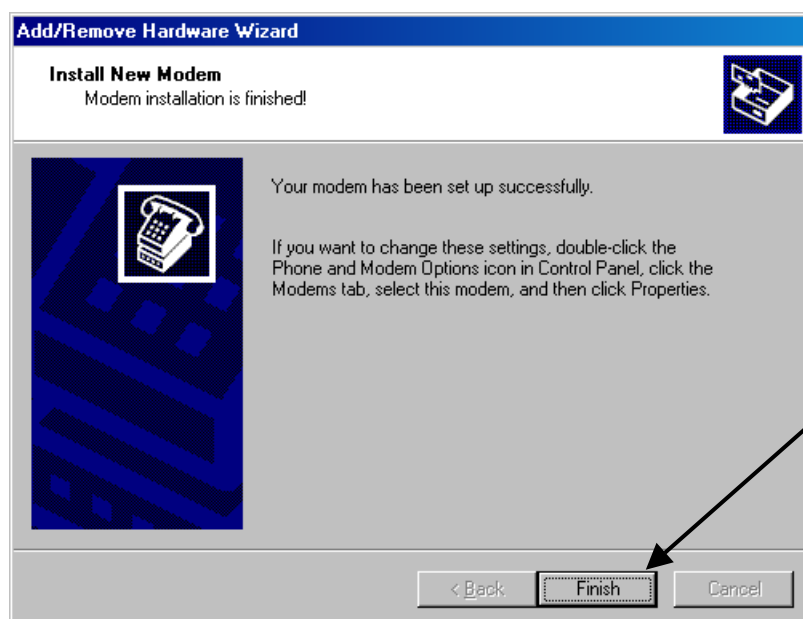 Add/Remove Hardware Wizard
Install New Modem
Modem installation is finished!
Your modem has been set up successfully.
If you want to change these settings, double-click the
Phone and Modem Options icon in Control Panel, click the
Modems tab, select this modem, and then click Properties.
< Back
Finish
Cancel